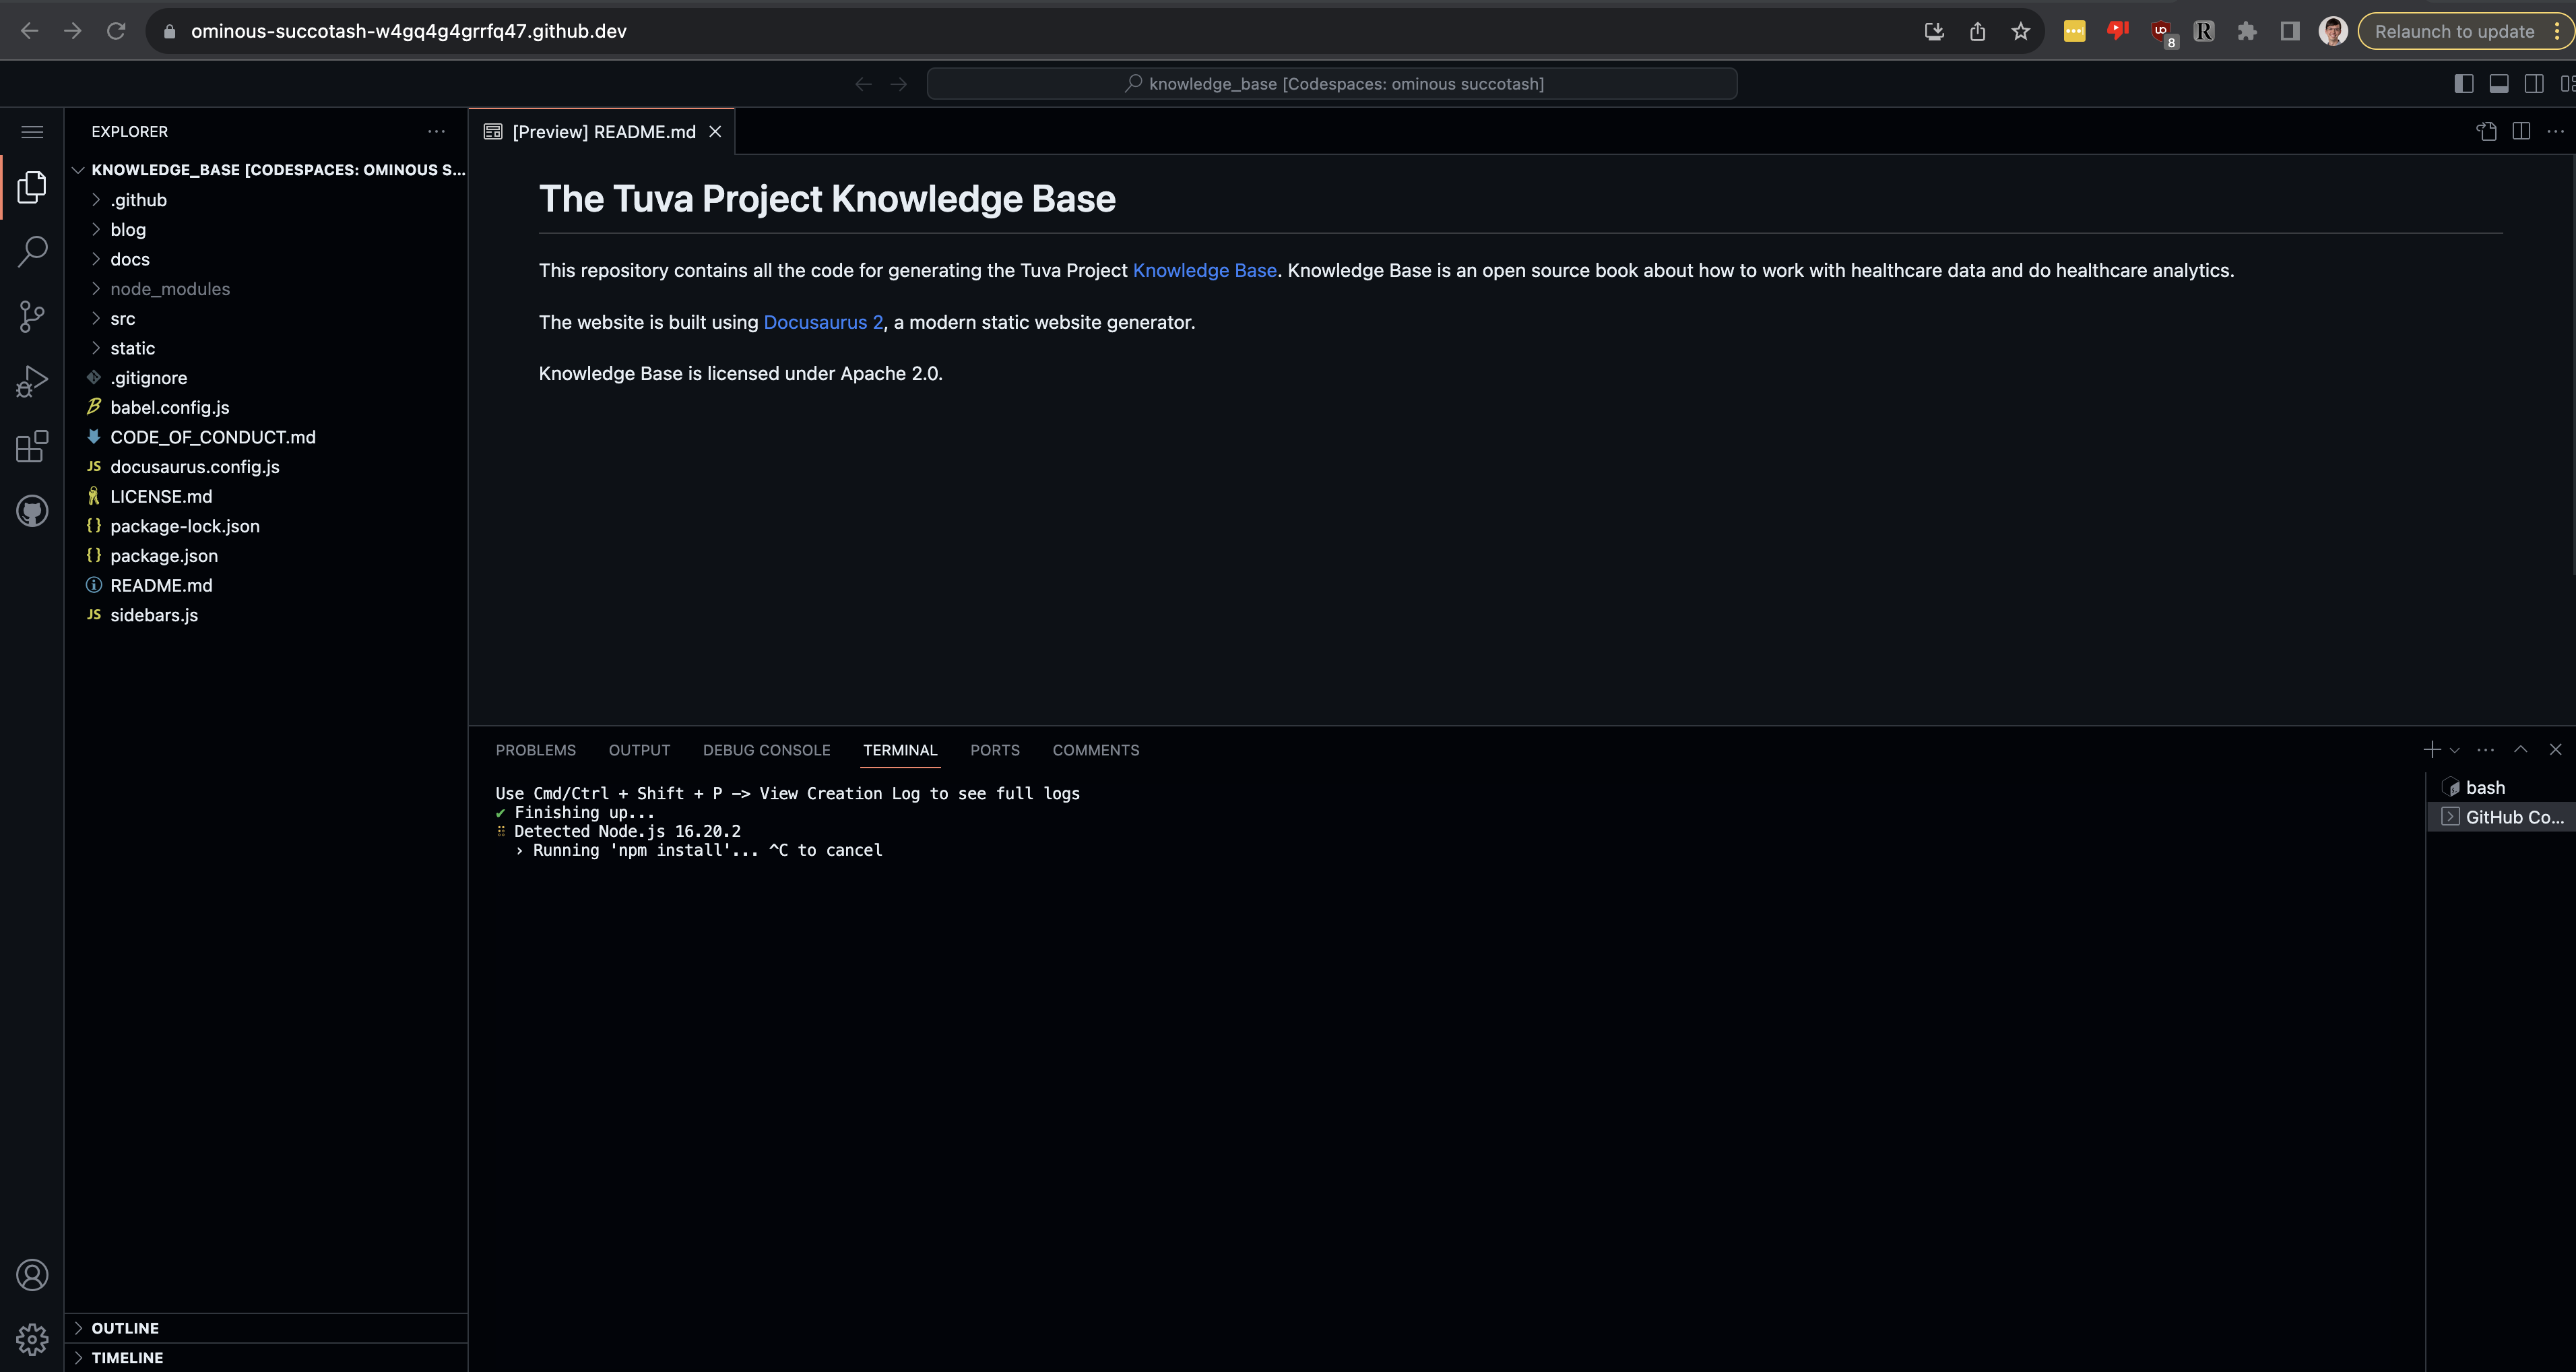 ominous-succotash-w4gq4g4grrfq47.github.dev
8
R
Relaunch to update
knowledge_base [Codespaces: ominous succotash]
EXPLORER
[Preview] README.md
KNOWLEDGE_BASE [CODESPACES: OMINOUS S...
.github
blog
docs
node_modules
src
static
.gitignore
babel.config.js
CODE_OF_CONDUCT.md
JS docusaurus.config.js
LICENSE.md
{} package-lock.json
{} package.json
README.md
JS sidebars.js
OUTLINE
TIMELINE
The Tuva Project Knowledge Base
This repository contains all the code for generating the Tuva Project Knowledge Base. Knowledge Base is an open source book about how to work with healthcare data and do healthcare analytics.
The website is built using Docusaurus 2, a modern static website generator.
Knowledge Base is licensed under Apache 2.0.
PROBLEMS OUTPUT DEBUG CONSOLE TERMINAL PORTS COMMENTS
Use Cmd/Ctrl + Shift + P -> View Creation Log to see full logs
✔ Finishing up...
⠿ Detected Node.js 16.20.2
› Running 'npm install'... ^C to cancel
bash
GitHub Co...